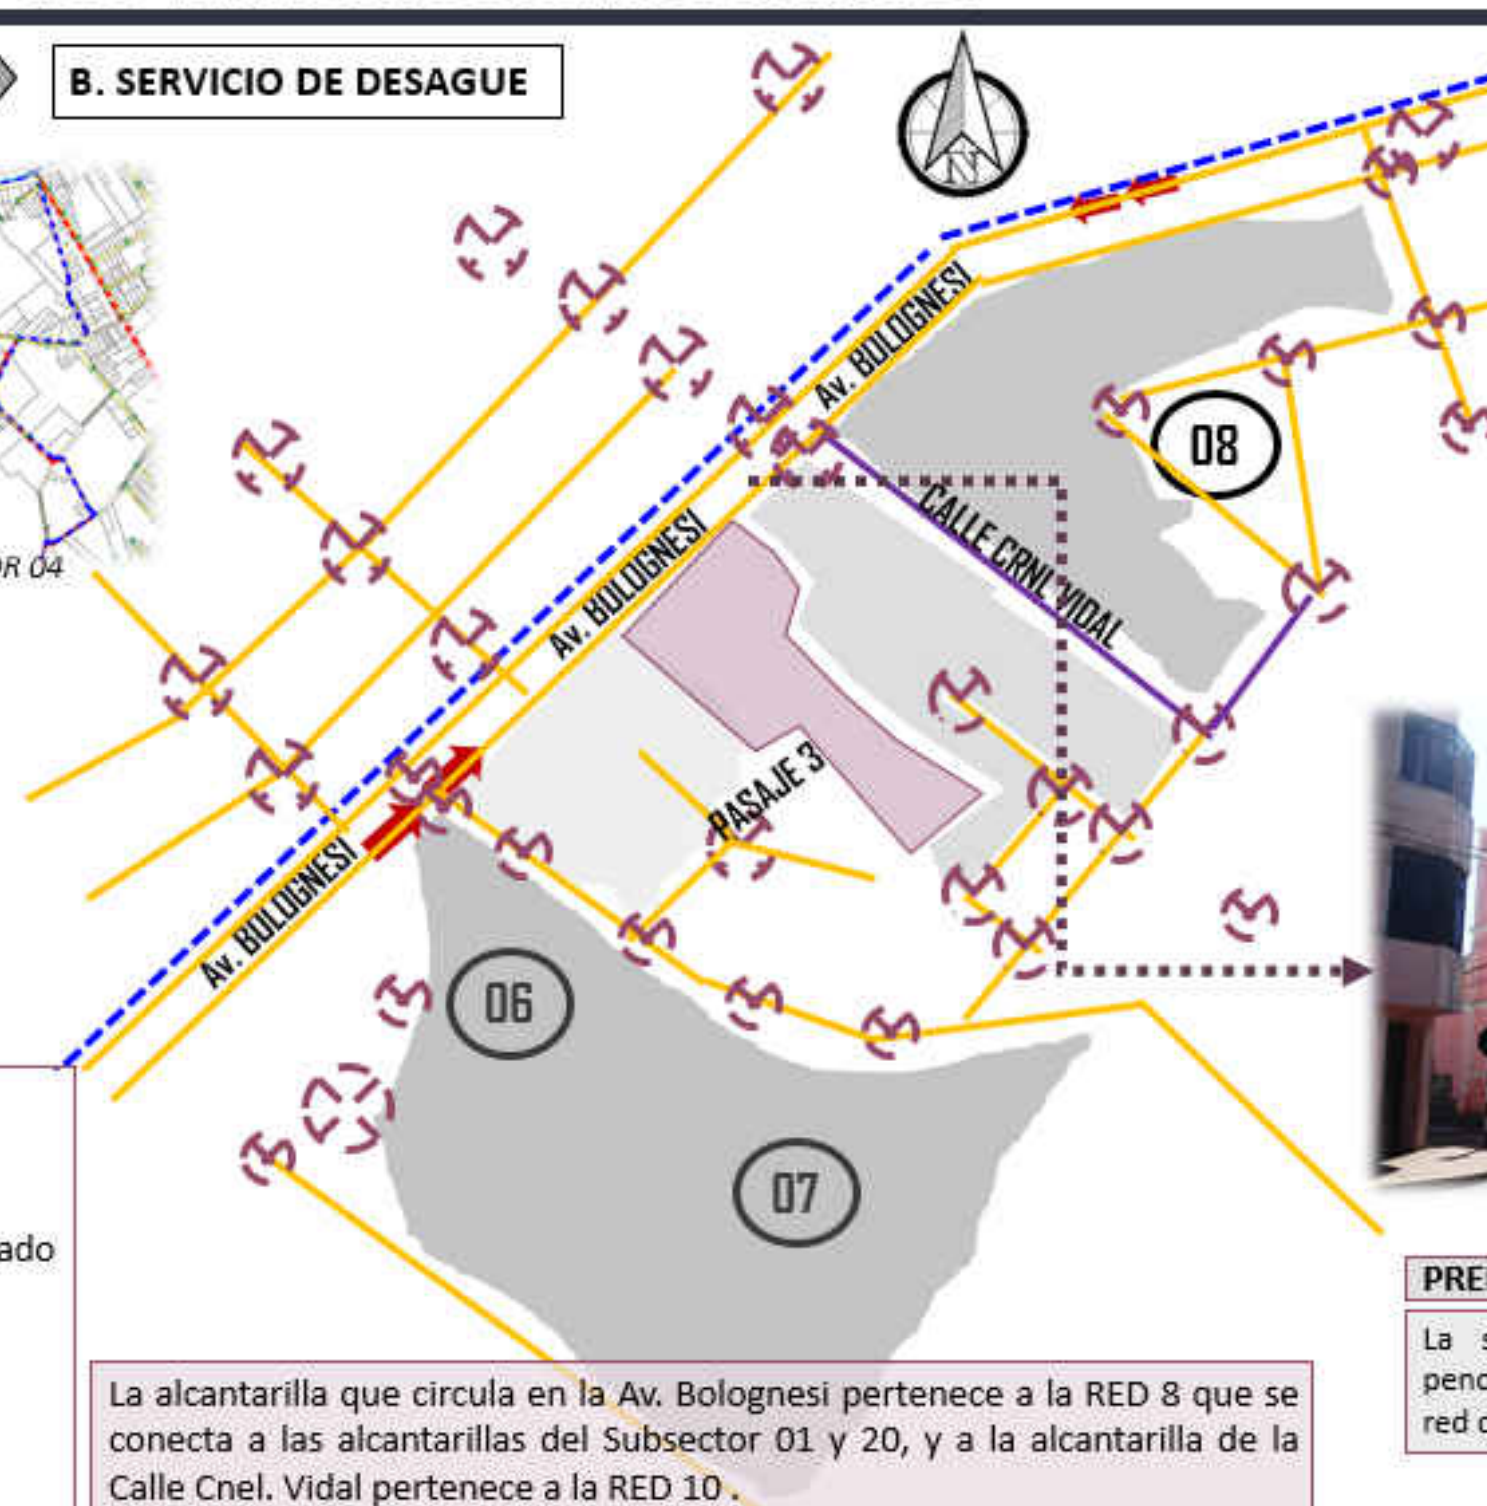 B. SERVICIO DE DESAGUE
N
OR 04
Av. BOLOGNESI
08
CALLE CRNL VIDAL
Av. BOLOGNESI
PASAJE 3
Av. BOLOGNESI
06
07
ado
PRE
La s
pend
red d
La alcantarilla que circula en la Av. Bolognesi pertenece a la RED 8 que se
conecta a las alcantarillas del Subsector 01 y 20, y a la alcantarilla de la
Calle Cnel. Vidal pertenece a la RED 10 .